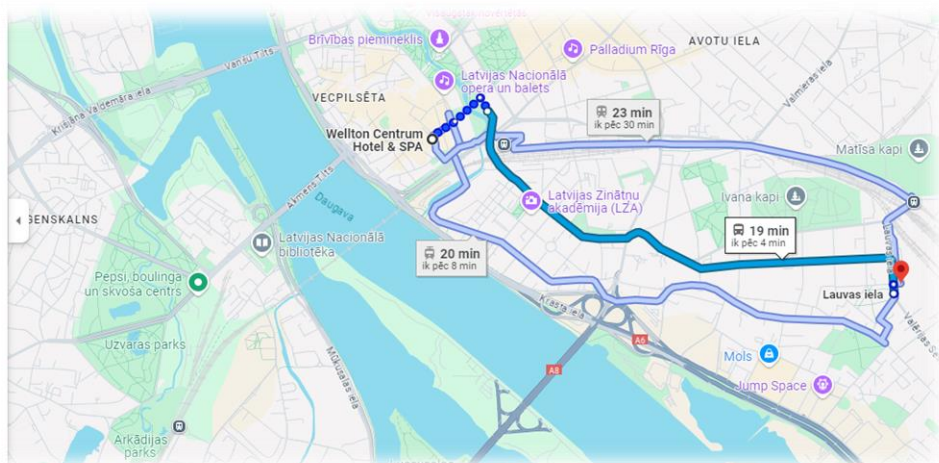 Brīvības piemineklis
Palladium Rīga
AVOTU IELA
Vanšu Tilts
Krišjāņa Valdemāra iela
VECPILSĒTA
Latvijas Nacionālā
opera un balets
Valmieras iela
23 min
ik pēc 30 min
Wellton Centrum
Hotel & SPA
Matīsa kapi
Akmens Tilts
Daugava
Latvijas Zinātņu
akadēmija (LZA)
Ivana kapi
ĢENSKALNS
Latvijas Nacionālā
bibliotēka
19 min
ik pēc 4 min
20 min
ik pēc 8 min
Pepsi, boulinga
un skvoša centrs
Lauvas iela
Krasta iela
Uzvaras parks
A6
Mols
A8
Mūkusalas iela
Jump Space
Arkādijas
parks